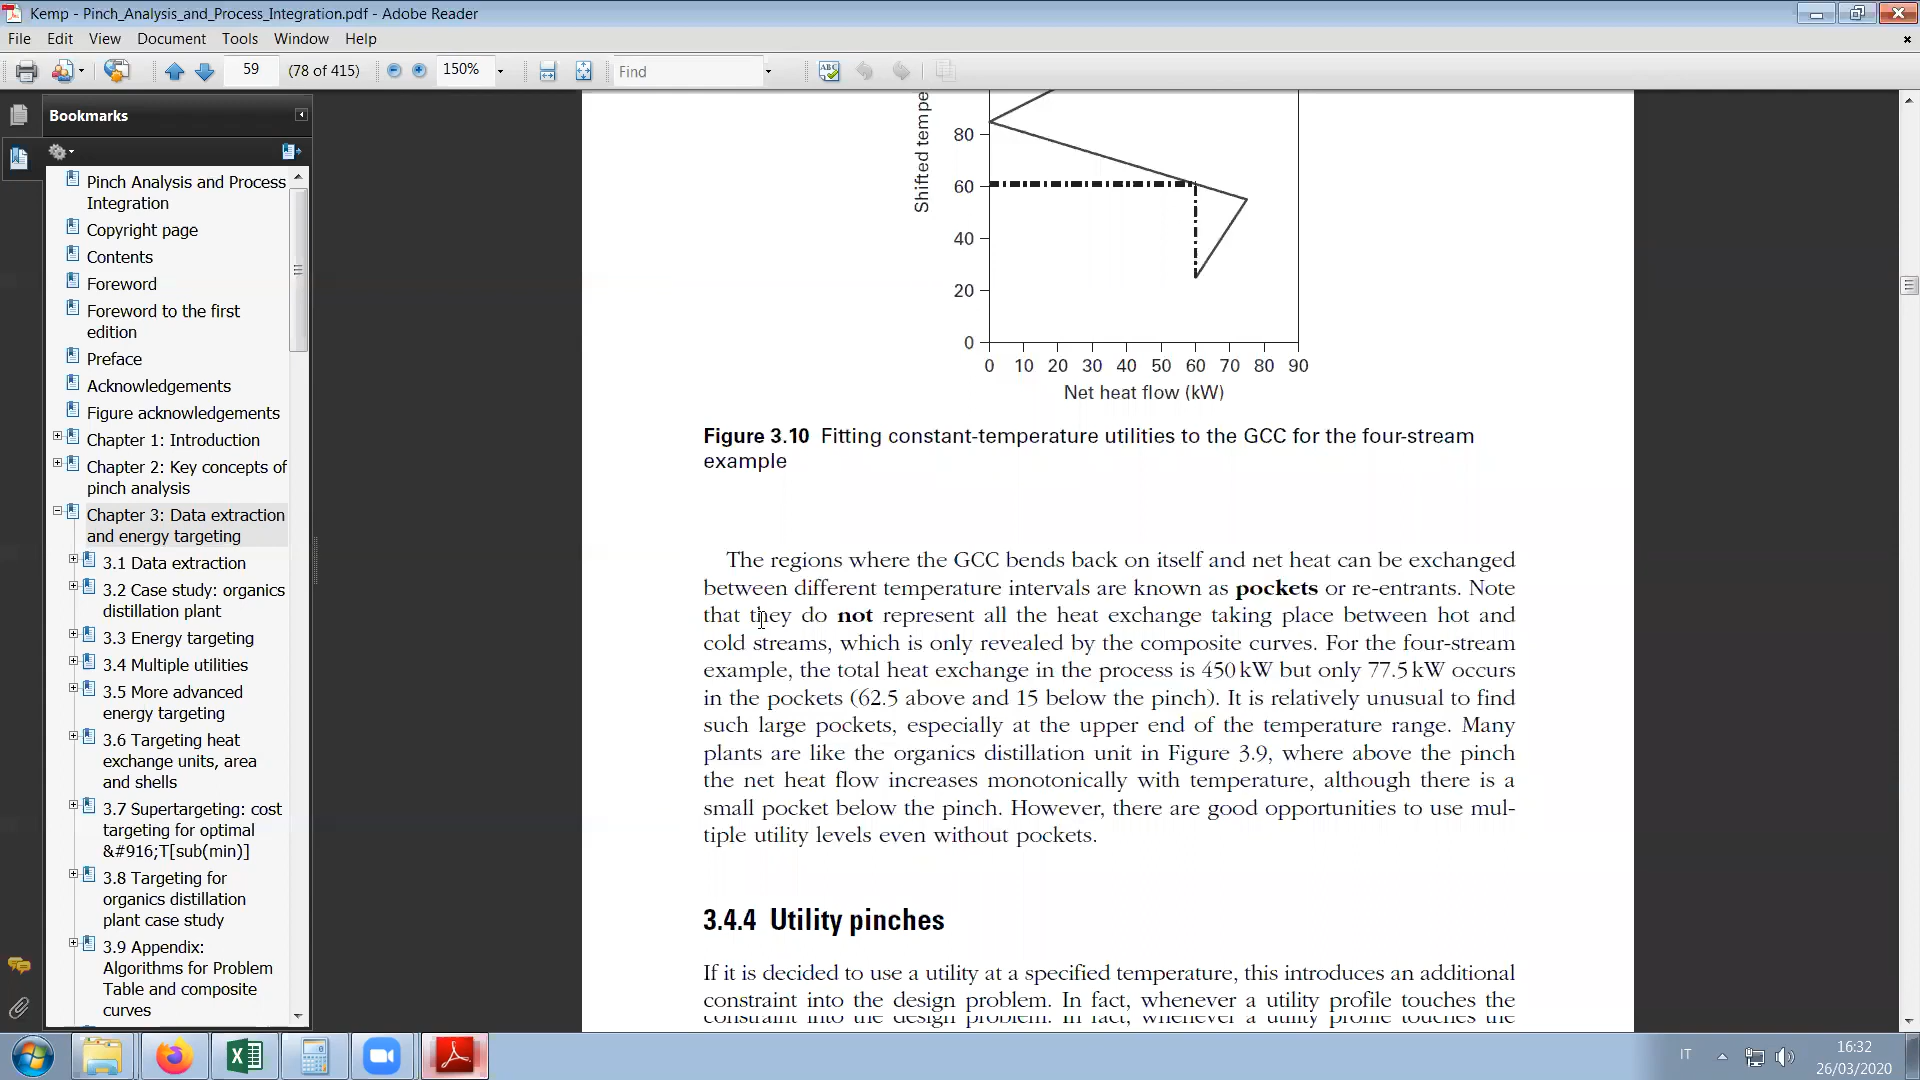 Kemp - Pinch_Analysis_and_Process_Integration.pdf - Adobe Reader
File Edit View Document Tools Window Help
59 (78 of 415) 150% Find
Bookmarks
Pinch Analysis and Process
Integration
Copyright page
Contents
Foreword
Foreword to the first
edition
Preface
Acknowledgements
Figure acknowledgements
Chapter 1: Introduction
Chapter 2: Key concepts of
pinch analysis
Chapter 3: Data extraction
and energy targeting
3.1 Data extraction
3.2 Case study: organics
distillation plant
3.3 Energy targeting
3.4 Multiple utilities
3.5 More advanced
energy targeting
3.6 Targeting heat
exchange units, area
and shells
3.7 Supertargeting: cost
targeting for optimal
&#916;T[sub(min)]
3.8 Targeting for
organics distillation
plant case study
3.9 Appendix:
Algorithms for Problem
Table and composite
curves
Shifted tempe
80
60
40
20
0
0 10 20 30 40 50 60 70 80 90
Net heat flow (kW)
Figure 3.10 Fitting constant-temperature utilities to the GCC for the four-stream
example
The regions where the GCC bends back on itself and net heat can be exchanged
between different temperature intervals are known as pockets or re-entrants. Note
that they do not represent all the heat exchange taking place between hot and
cold streams, which is only revealed by the composite curves. For the four-stream
example, the total heat exchange in the process is 450 kW but only 77.5 kW occurs
in the pockets (62.5 above and 15 below the pinch). It is relatively unusual to find
such large pockets, especially at the upper end of the temperature range. Many
plants are like the organics distillation unit in Figure 3.9, where above the pinch
the net heat flow increases monotonically with temperature, although there is a
small pocket below the pinch. However, there are good opportunities to use mul-
tiple utility levels even without pockets.
3.4.4 Utility pinches
If it is decided to use a utility at a specified temperature, this introduces an additional
constraint into the design problem. In fact, whenever a utility profile touches the
constraint into the design problem. In fact, whenever a utility profile touches the
IT
16:32
26/03/2020